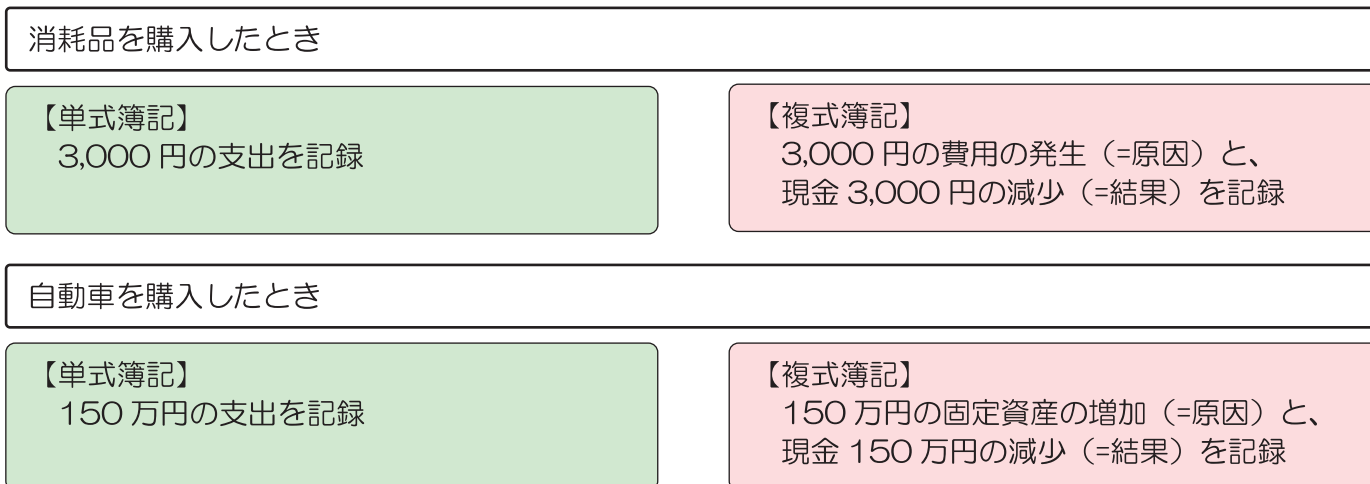 消耗品を購入したとき
【単式簿記】
3,000 円の支出を記録
【複式簿記】
3,000 円の費用の発生（=原因）と、
現金 3,000 円の減少（=結果）を記録
自動車を購入したとき
【単式簿記】
150 万円の支出を記録
【複式簿記】
150 万円の固定資産の増加（=原因）と、
現金 150 万円の減少（=結果）を記録